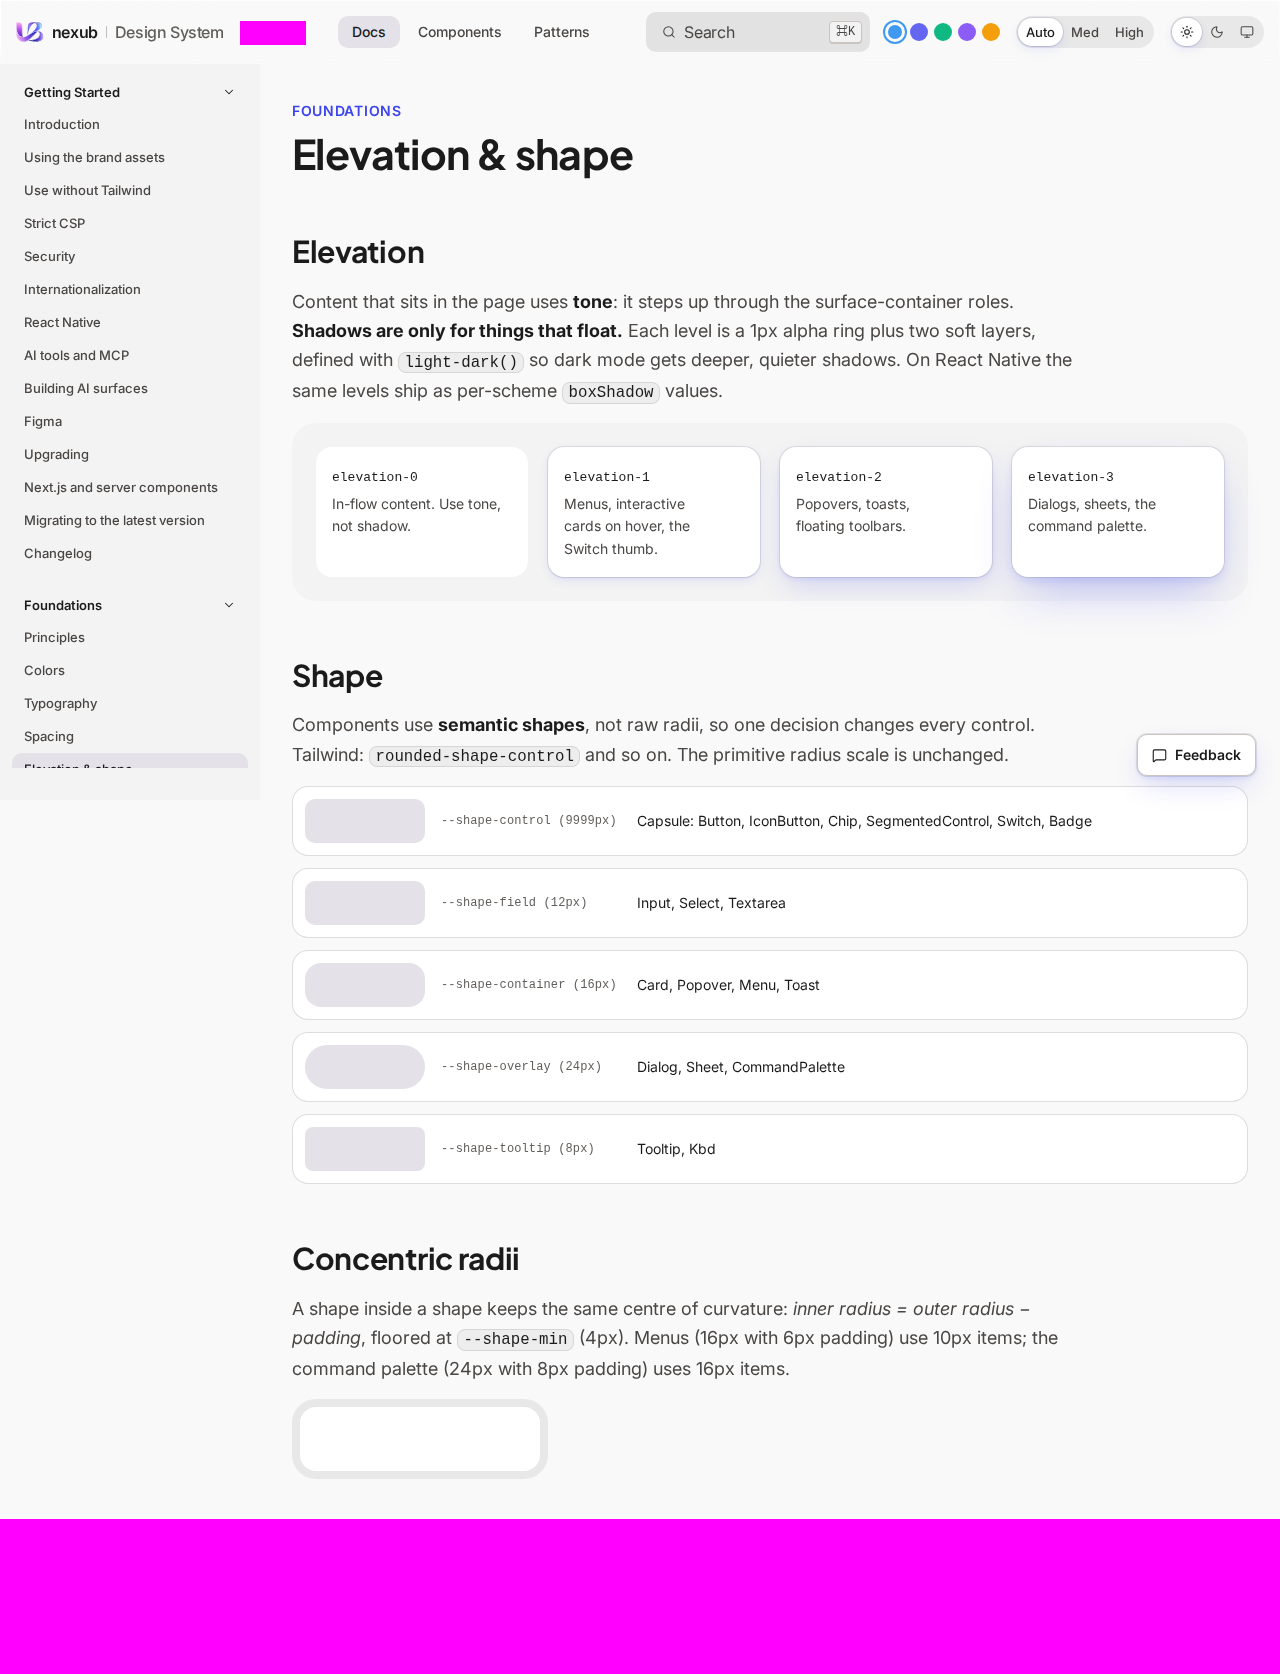 nexub
Design System
Docs
Components
Patterns
Search
⌘K
Auto
Med
High
Getting Started
Introduction
Using the brand assets
Use without Tailwind
Strict CSP
Security
Internationalization
React Native
AI tools and MCP
Building AI surfaces
Figma
Upgrading
Next.js and server components
Migrating to the latest version
Changelog
Foundations
Principles
Colors
Typography
Spacing
Elevation & shape
FOUNDATIONS
Elevation & shape
Elevation
Content that sits in the page uses tone: it steps up through the surface-container roles.
Shadows are only for things that float. Each level is a 1px alpha ring plus two soft layers,
defined with light-dark() so dark mode gets deeper, quieter shadows. On React Native the
same levels ship as per-scheme boxShadow values.
elevation-0
In-flow content. Use tone,
not shadow.
elevation-1
Menus, interactive
cards on hover, the
Switch thumb.
elevation-2
Popovers, toasts,
floating toolbars.
elevation-3
Dialogs, sheets, the
command palette.
Shape
Components use semantic shapes, not raw radii, so one decision changes every control.
Tailwind: rounded-shape-control and so on. The primitive radius scale is unchanged.
Feedback
--shape-control (9999px)
Capsule: Button, IconButton, Chip, SegmentedControl, Switch, Badge
--shape-field (12px)
Input, Select, Textarea
--shape-container (16px)
Card, Popover, Menu, Toast
--shape-overlay (24px)
Dialog, Sheet, CommandPalette
--shape-tooltip (8px)
Tooltip, Kbd
Concentric radii
A shape inside a shape keeps the same centre of curvature: inner radius = outer radius −
padding, floored at --shape-min (4px). Menus (16px with 6px padding) use 10px items; the
command palette (24px with 8px padding) uses 16px items.